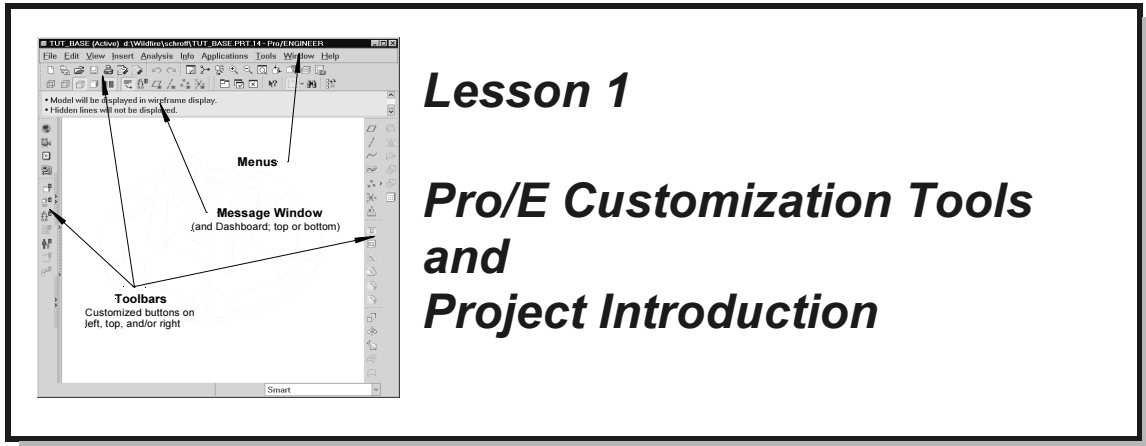 TUT_BASE (Active) d:\Wildfire\schroff\TUT_BASE.PRT.14 - Pro/ENGINEER
File Edit View Insert Analysis Info Applications Tools Window Help
• Model will be displayed in wireframe display.
• Hidden lines will not be displayed.
Menus
Message Window
(and Dashboard; top or bottom)
Toolbars
Customized buttons on
left, top, and/or right
Smart
Lesson 1
Pro/E Customization Tools
and
Project Introduction